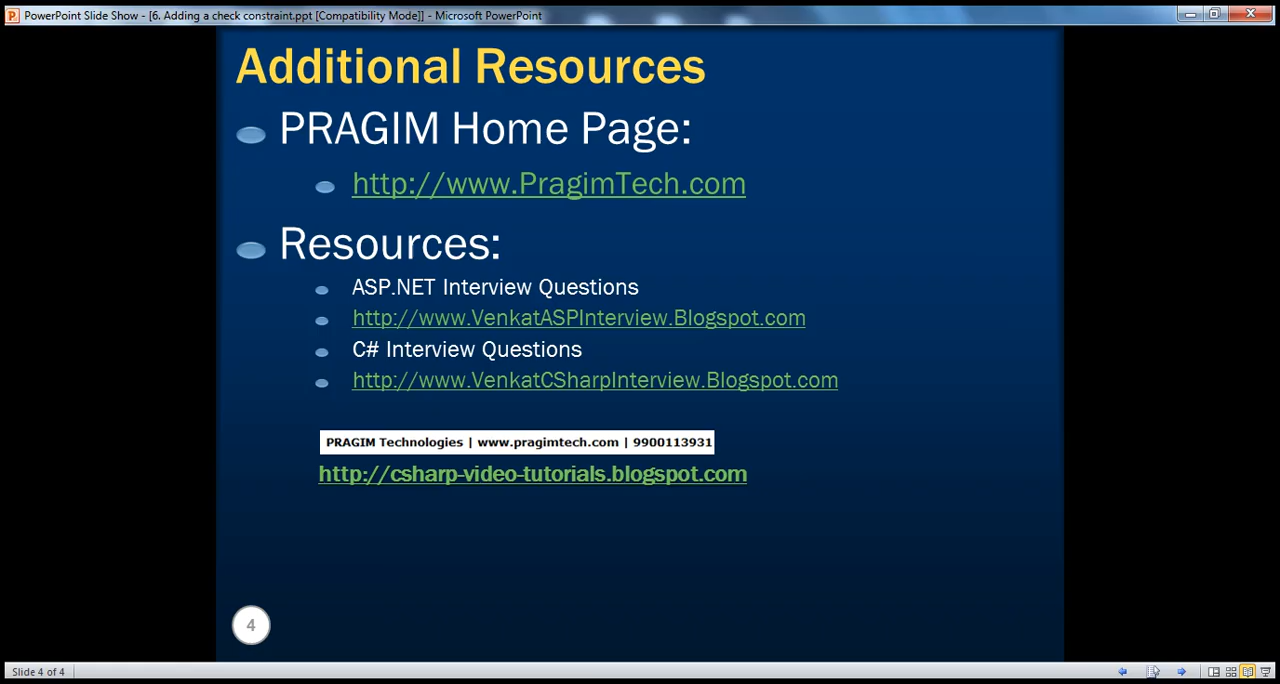 PowerPoint Slide Show - [6. Adding a check constraint.ppt [Compatibility Mode]] - Microsoft PowerPoint
Additional Resources
PRAGIM Home Page:
http://www.PragimTech.com
Resources:
ASP.NET Interview Questions
http://www.VenkatASPInterview.Blogspot.com
C# Interview Questions
http://www.VenkatCSharpInterview.Blogspot.com
PRAGIM Technologies | www.pragimtech.com | 9900113931
http://csharp-video-tutorials.blogspot.com
4
Slide 4 of 4